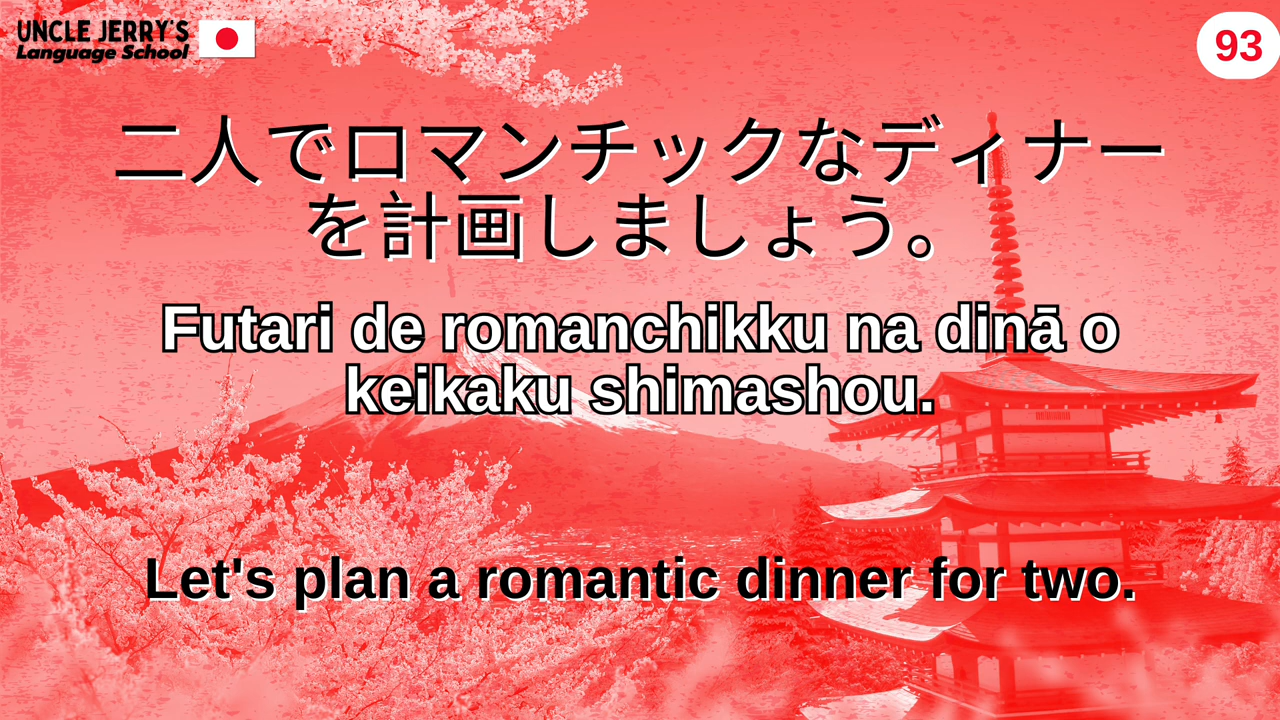 UNCLE JERRY'S
Language School
93
二人でロマンチックなディナー
を計画しましょう。
Futari de romanchikku na dinā o
keikaku shimashou.
Let's plan a romantic dinner for two.